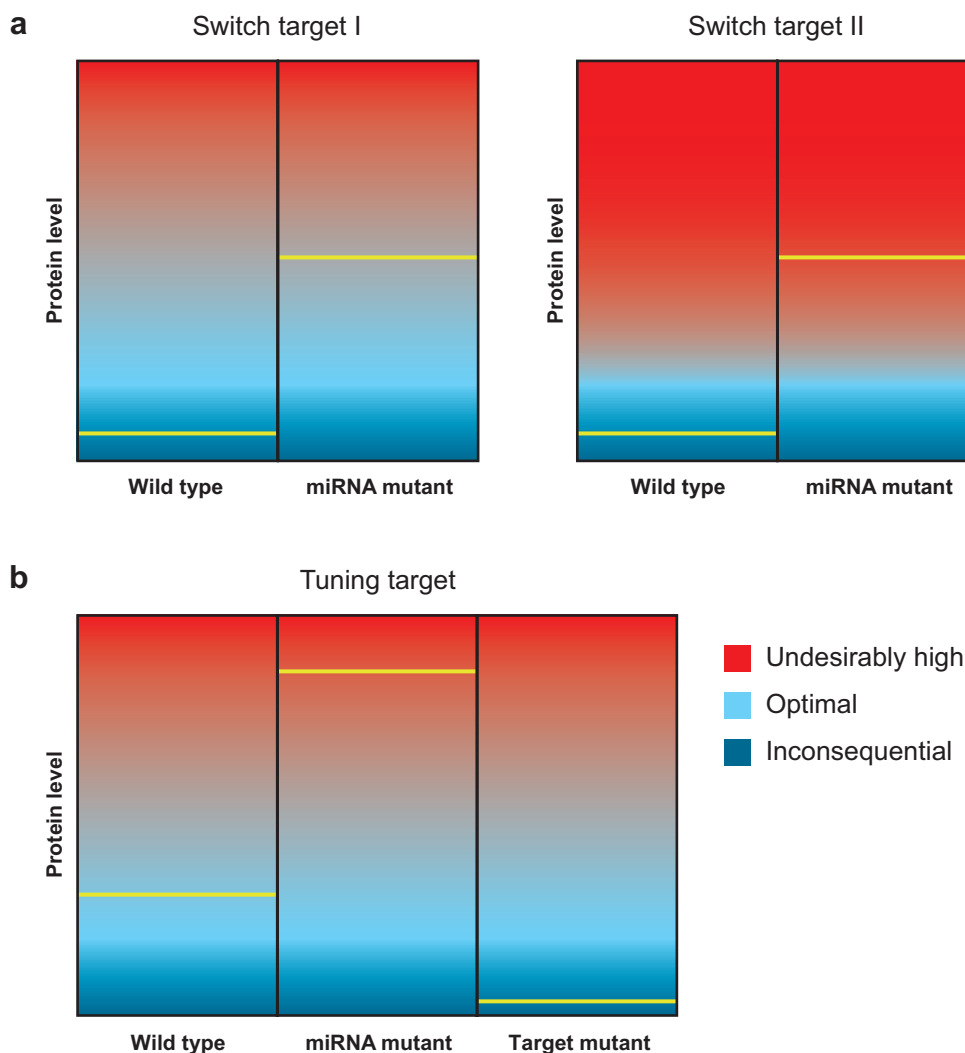 a
Switch target I
Switch target II
Protein level
Protein level
Wild type
miRNA mutant
Wild type
miRNA mutant
b
Tuning target
Protein level
Undesirably high
Optimal
Inconsequential
Wild type
miRNA mutant
Target mutant